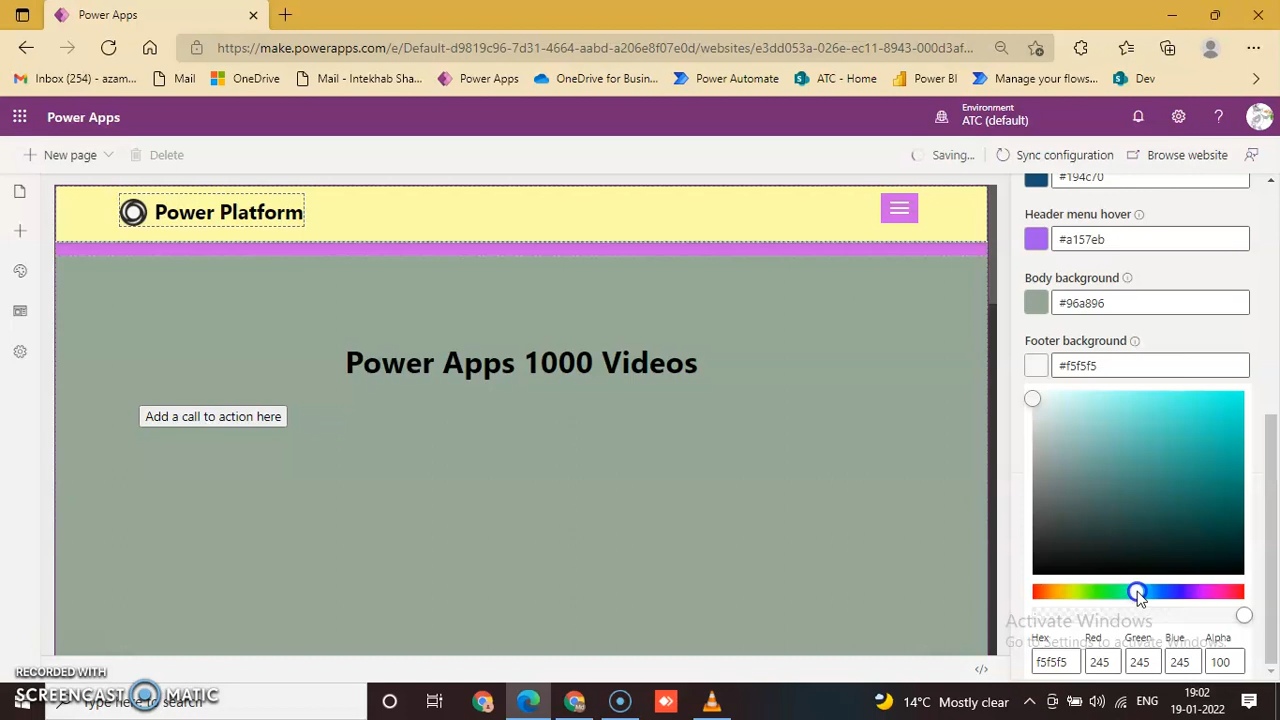 Power Apps
https://make.powerapps.com/e/Default-d9819c96-7d31-4664-aabd-a206e8f07e0d/websites/e3dd053a-026e-ec11-8943-000d3af...
Inbox (254) - azam...
Mail
OneDrive
Mail - Intekhab Sha...
Power Apps
OneDrive for Busin...
Power Automate
ATC - Home
Power BI
Manage your flows...
Dev
Power Apps
Environment
ATC (default)
New page
Delete
Saving...
Sync configuration
Browse website
Power Platform
#194c70
Header menu hover
#a157eb
Body background
#96a896
Power Apps 1000 Videos
Footer background
#f5f5f5
Add a call to action here
Activate Windows
Go to Settings to activate Windows.
Hex Red Green Blue Alpha
f5f5f5 245 245 245 100
RECORDED WITH
SCREENCAST MATIC
Type here to search
14°C Mostly clear
ENG
19:02
19-01-2022